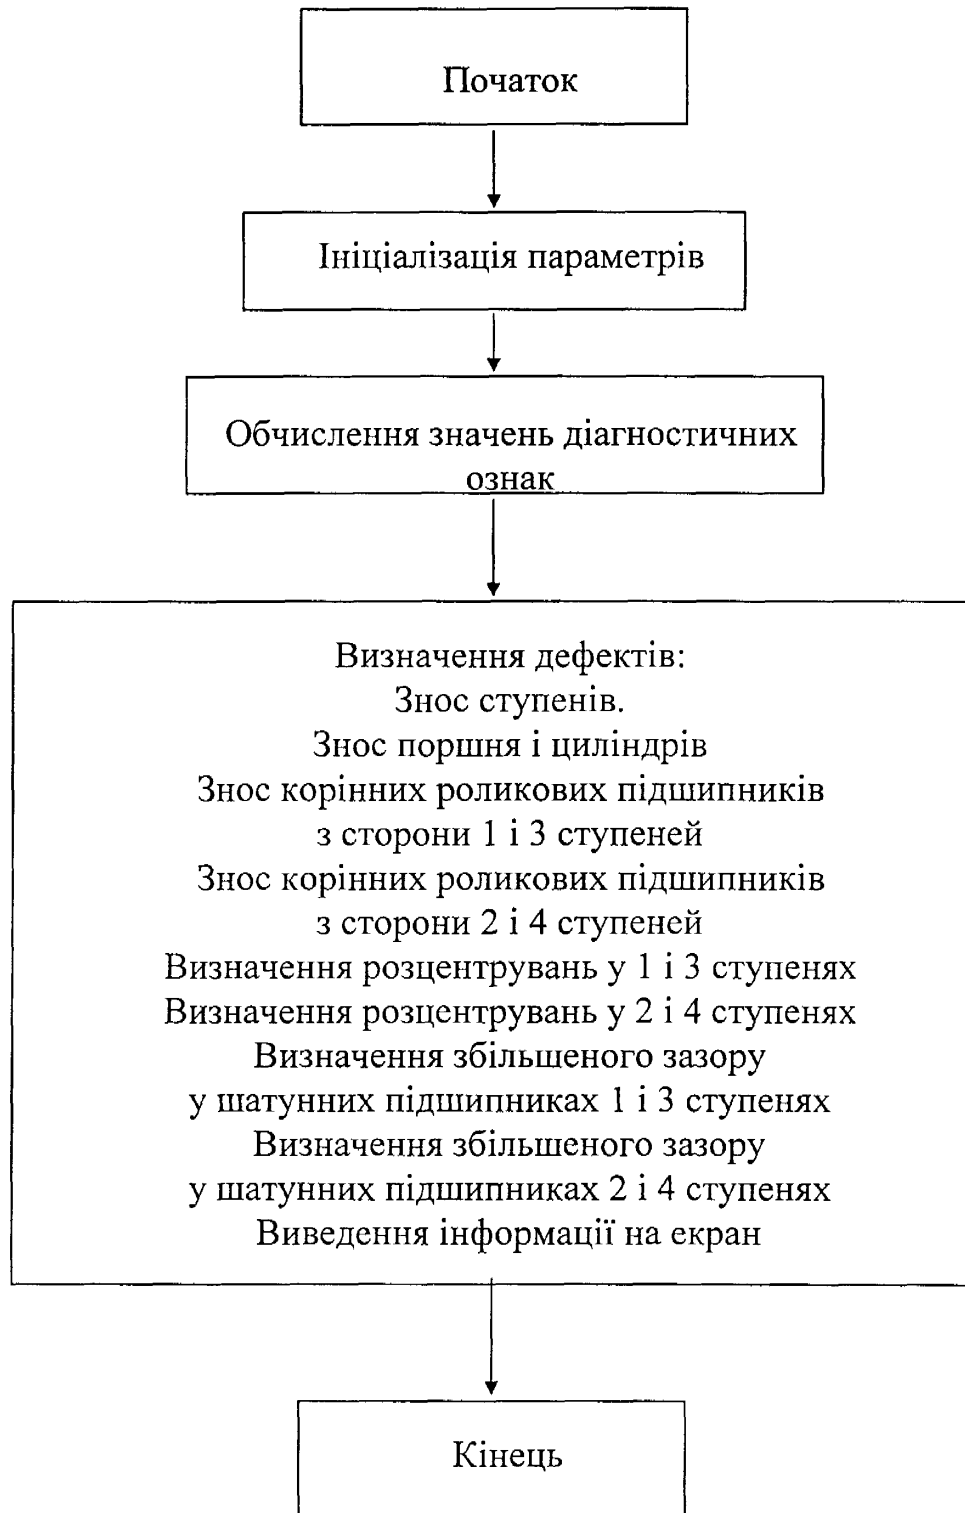 Початок
Ініціалізація параметрів
Обчислення значень діагностичних
ознак
Визначення дефектів:
Знос ступенів.
Знос поршня і циліндрів
Знос корінних роликових підшипників
з сторони 1 і 3 ступеней
Знос корінних роликових підшипників
з сторони 2 і 4 ступеней
Визначення розцентрувань у 1 і 3 ступенях
Визначення розцентрувань у 2 і 4 ступенях
Визначення збільшеного зазору
у шатунних підшипниках 1 і 3 ступенях
Визначення збільшеного зазору
у шатунних підшипниках 2 і 4 ступенях
Виведення інформації на екран
Кінець